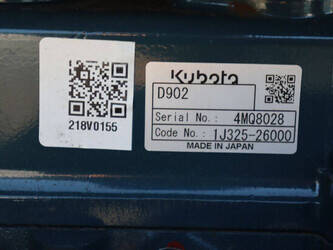 218V0155
Kubota
D902
Serial No.: 4MQ8028
Code No.: 1J325-26000
MADE IN JAPAN